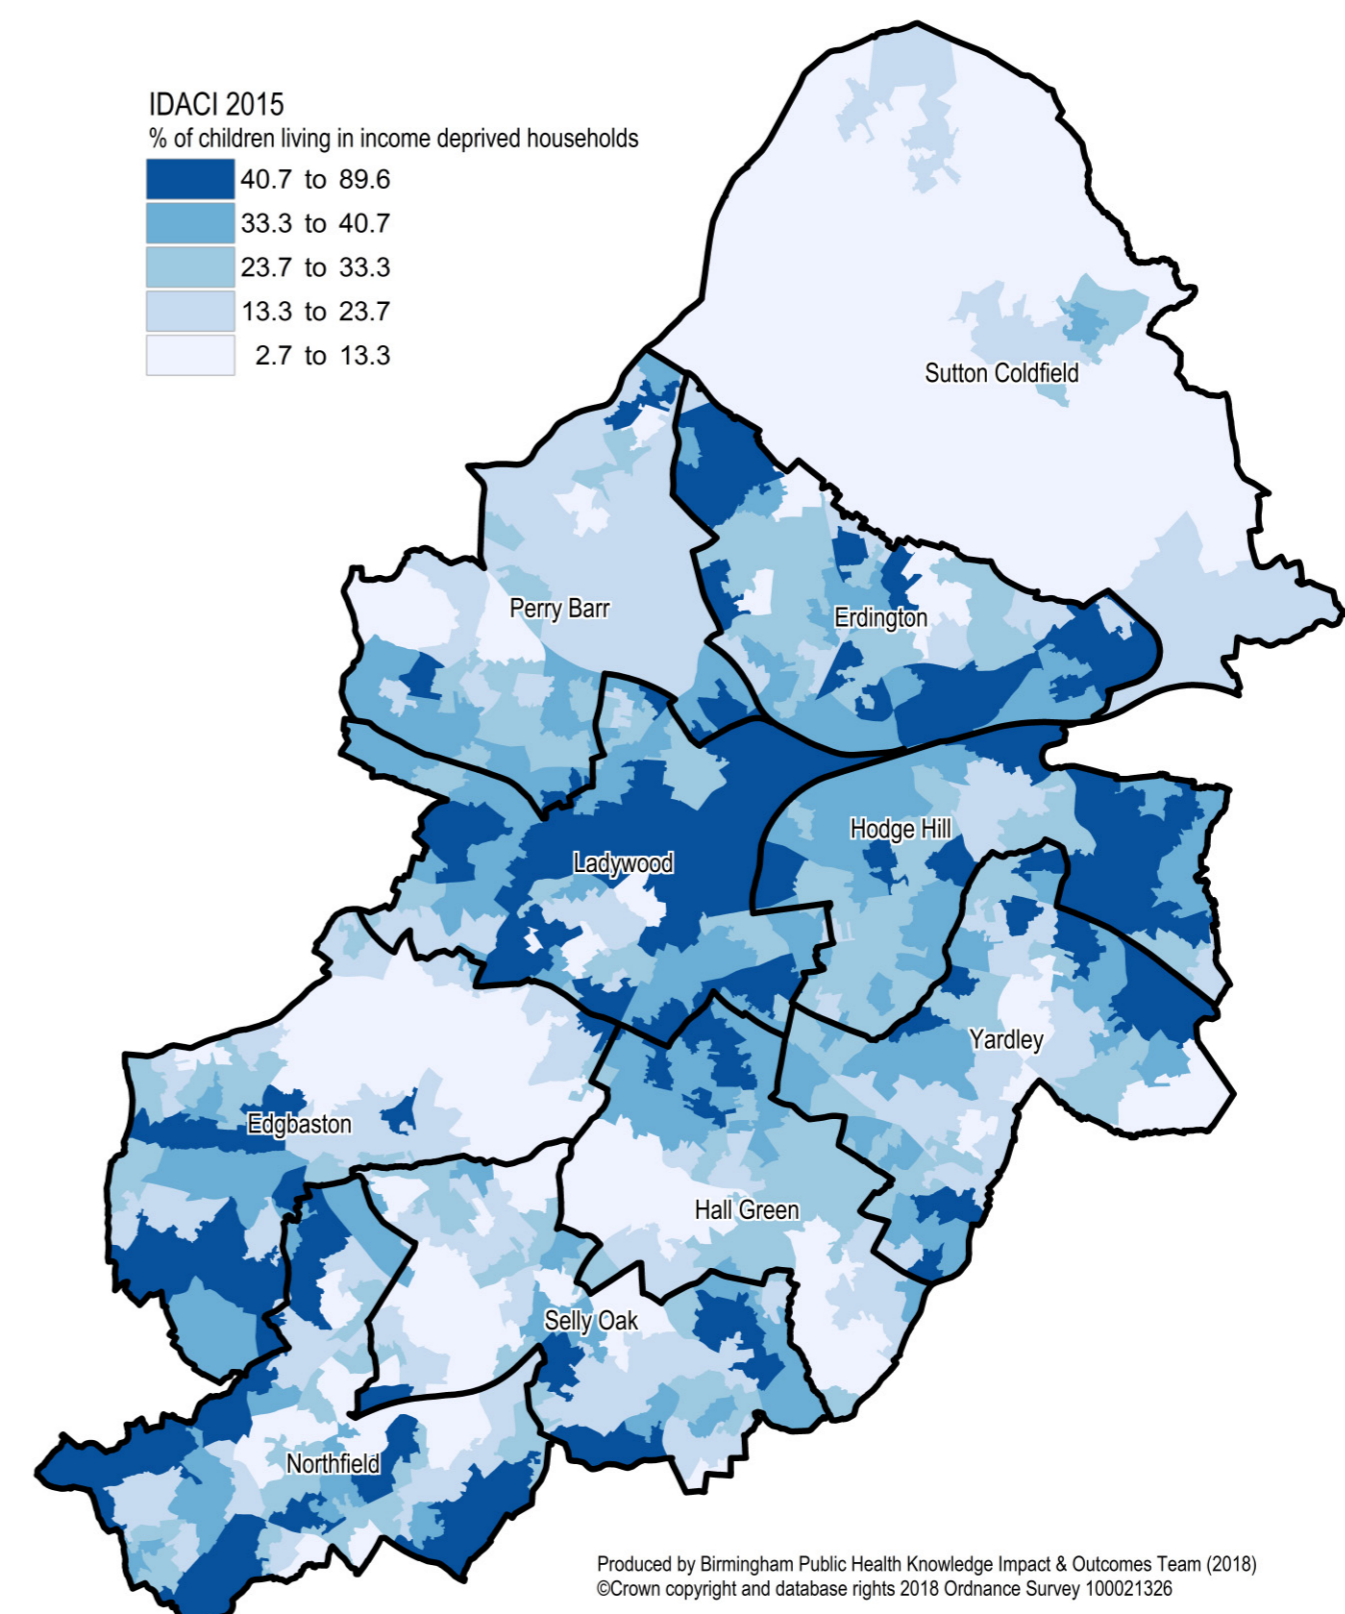 IDACI 2015
% of children living in income deprived households
40.7 to 89.6
33.3 to 40.7
23.7 to 33.3
13.3 to 23.7
2.7 to 13.3
Sutton Coldfield
Perry Barr
Erdington
Hodge Hill
Ladywood
Yardley
Edgbaston
Hall Green
Selly Oak
Northfield
Produced by Birmingham Public Health Knowledge Impact & Outcomes Team (2018)
©Crown copyright and database rights 2018 Ordnance Survey 100021326